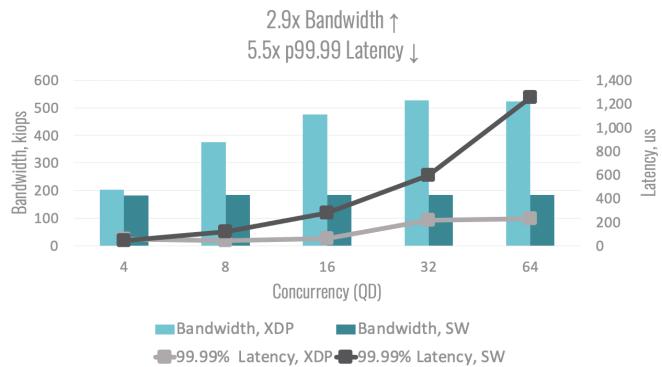 2.9x Bandwidth ↑
5.5x p99.99 Latency ↓
600
500
400
300
200
100
0
Bandwidth, kiops
1,400
1,200
1,000
800
600
400
200
0
Latency, us
4 8 16 32 64
Concurrency (QD)
Bandwidth, XDP Bandwidth, SW
99.99% Latency, XDP 99.99% Latency, SW